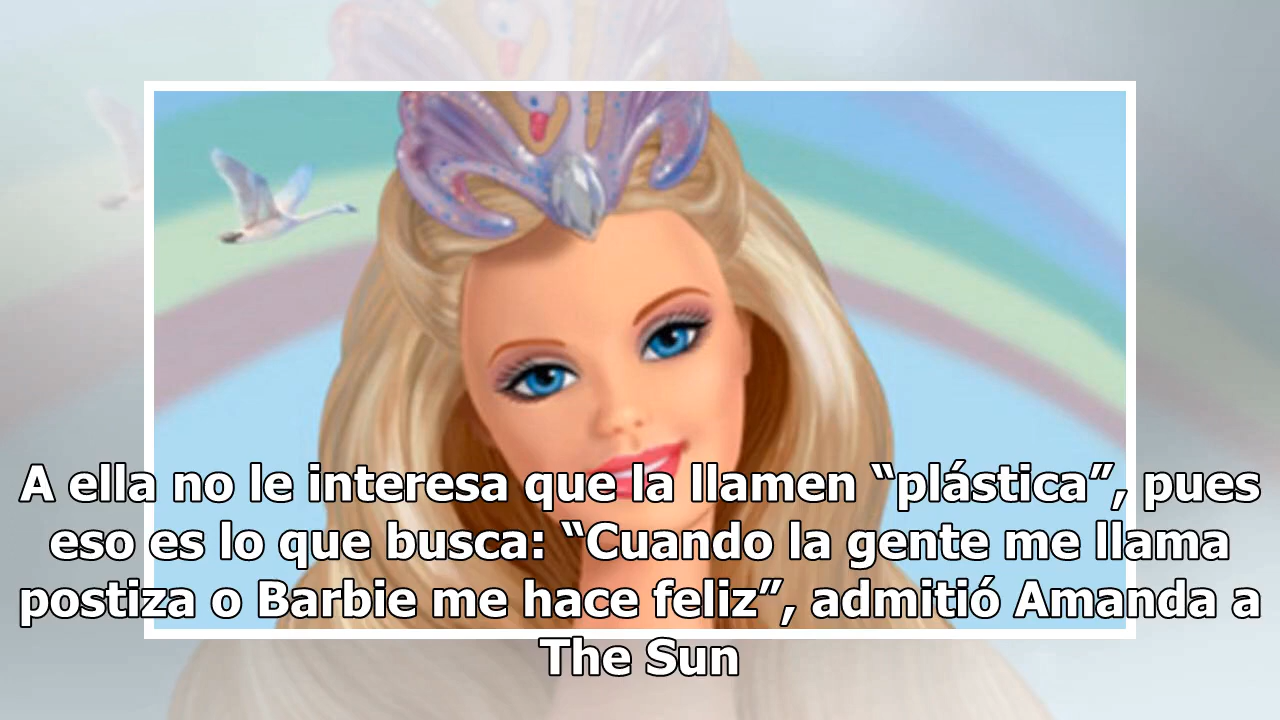 A ella no le interesa que la llamen “plástica”, pues
eso es lo que busca: “Cuando la gente me llama
postiza o Barbie me hace feliz”, admitió Amanda a
The Sun